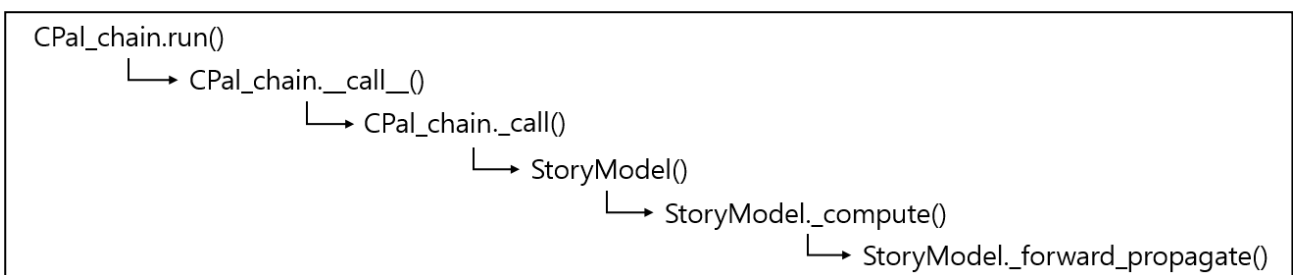 CPal_chain.run()
CPal_chain.__call__()
CPal_chain._call()
StoryModel()
StoryModel._compute()
StoryModel._forward_propagate()